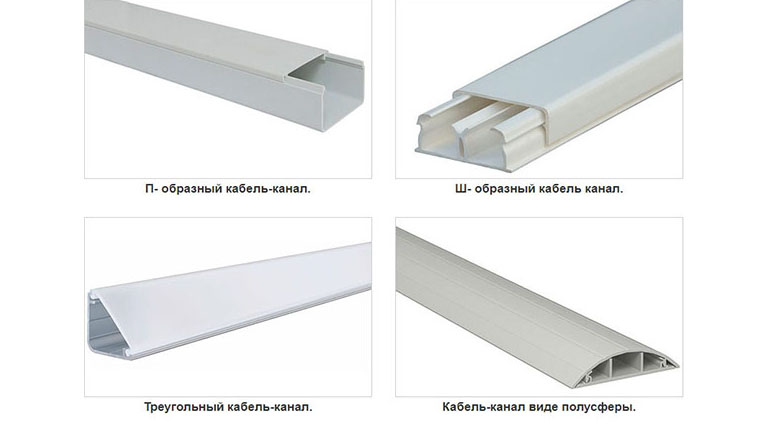 П- образный кабель-канал.
Ш- образный кабель канал.
Треугольный кабель-канал.
Кабель-канал виде полусферы.